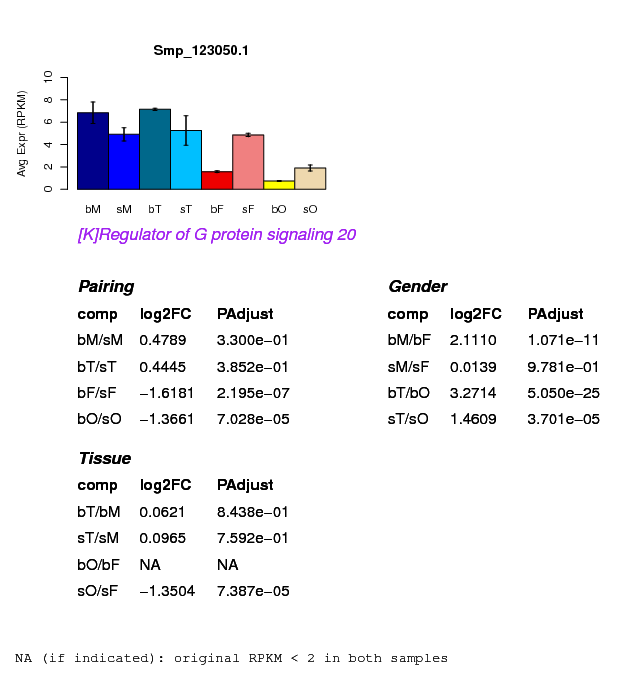 Smp_123050.1
Avg Expr (RPKM)
10
8
6
4
2
0
bM sM bT sT bF sF bO sO
[K]Regulator of G protein signaling 20
Pairing
comp log2FC PAdjust
bM/sM 0.4789 3.300e−01
bT/sT 0.4445 3.852e−01
bF/sF −1.6181 2.195e−07
bO/sO −1.3661 7.028e−05
Gender
comp log2FC PAdjust
bM/bF 2.1110 1.071e−11
sM/sF 0.0139 9.781e−01
bT/bO 3.2714 5.050e−25
sT/sO 1.4609 3.701e−05
Tissue
comp log2FC PAdjust
bT/bM 0.0621 8.438e−01
sT/sM 0.0965 7.592e−01
bO/bF NA NA
sO/sF −1.3504 7.387e−05
NA (if indicated): original RPKM < 2 in both samples